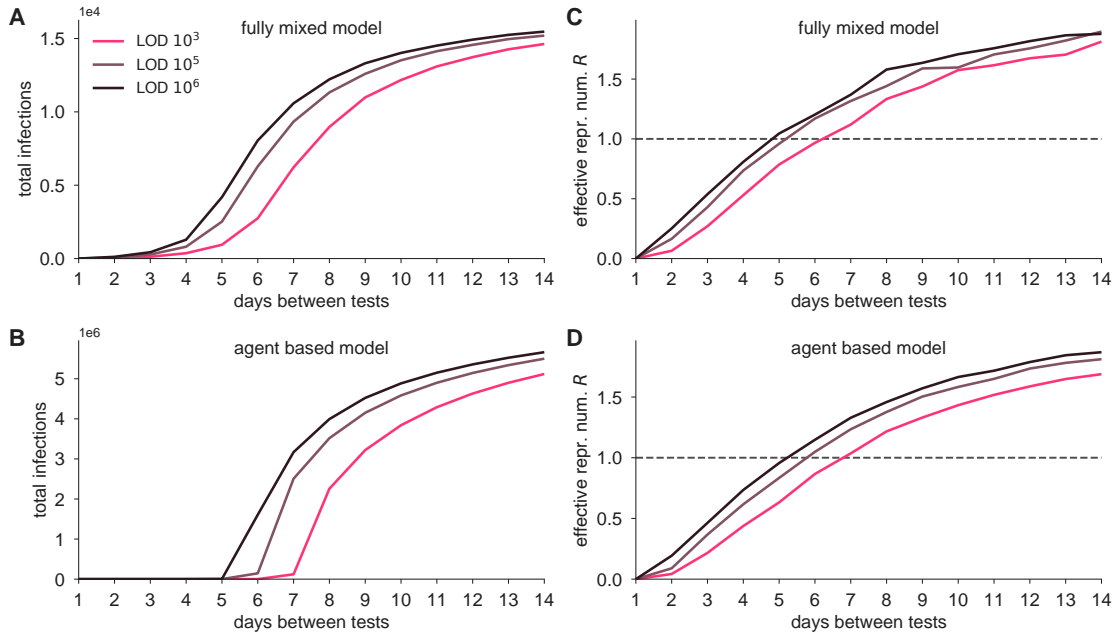 A
1e4
fully mixed model
LOD 10³
LOD 10⁵
LOD 10⁶
total infections
1.5
1.0
0.5
0.0
1 2 3 4 5 6 7 8 9 10 11 12 13 14
days between tests
C
fully mixed model
effective repr. num. R
1.5
1.0
0.5
0.0
1 2 3 4 5 6 7 8 9 10 11 12 13 14
days between tests
B
1e6
agent based model
total infections
5
4
3
2
1
0
1 2 3 4 5 6 7 8 9 10 11 12 13 14
days between tests
D
agent based model
effective repr. num. R
1.5
1.0
0.5
0.0
1 2 3 4 5 6 7 8 9 10 11 12 13 14
days between tests